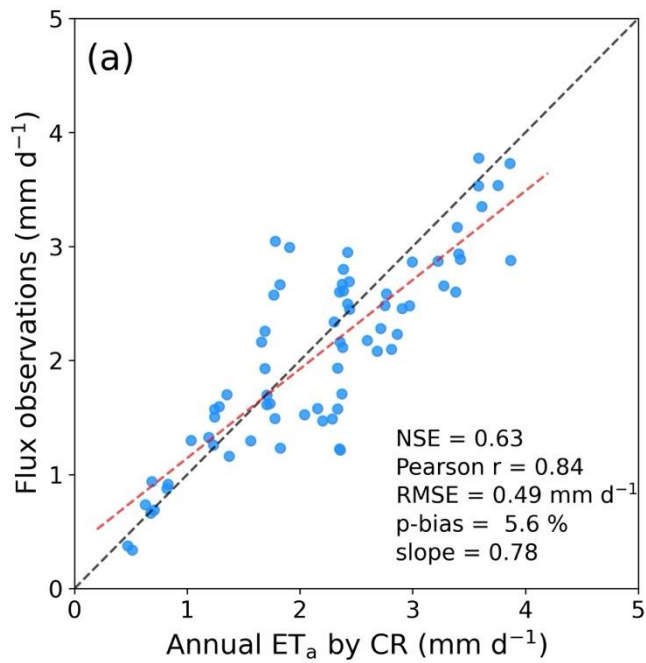 (a)
5
4
3
2
1
0
Flux observations (mm d⁻¹)
NSE = 0.63
Pearson r = 0.84
RMSE = 0.49 mm d⁻¹
p-bias =  5.6 %
slope = 0.78
0 1 2 3 4 5
Annual ETₐ by CR (mm d⁻¹)